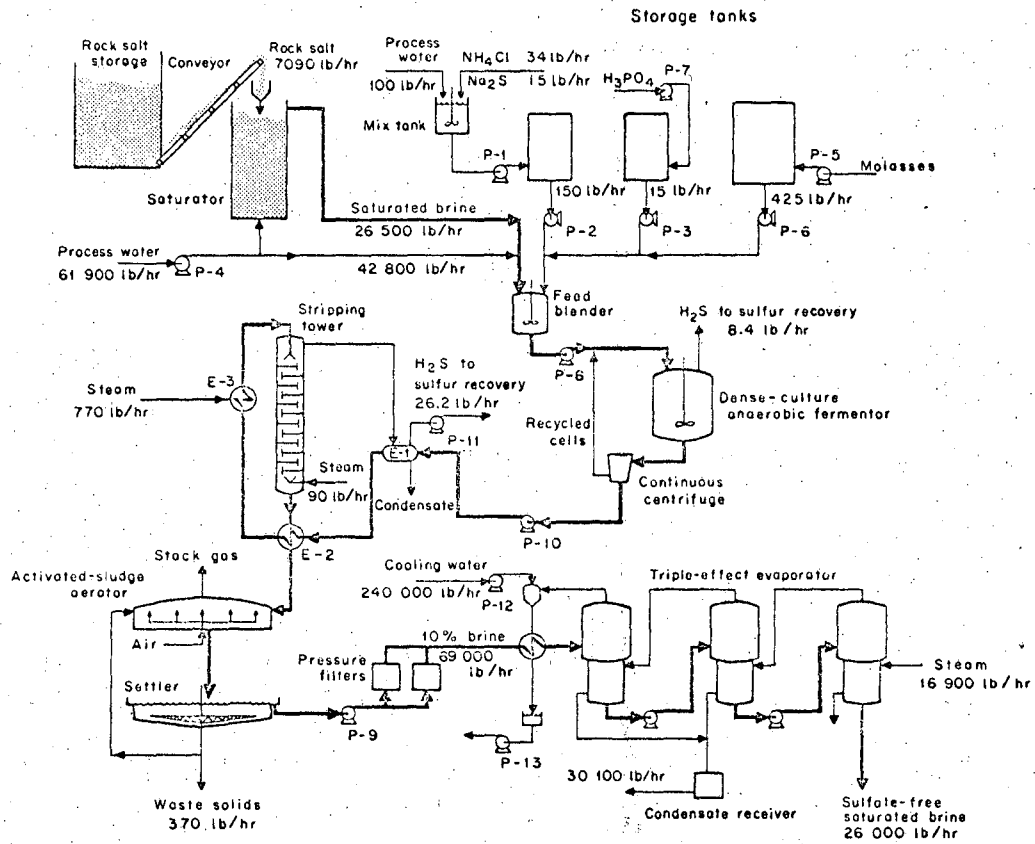 Storage tanks
Rock salt
storage
Conveyor
Rock salt
7090 lb/hr
Process
water
100 lb/hr
NH4Cl 34 lb/hr
Na2S 15 lb/hr
H3PO4
P-7
Mix tank
P-1
P-5
Molasses
150 lb/hr
15 lb/hr
425 lb/hr
Saturator
P-2
P-3
P-6
Saturated brine
26 500 lb/hr
Process water
61 900 lb/hr
P-4
42 800 lb/hr
Feed
blender
H2S to sulfur recovery
8.4 lb/hr
Stripping
tower
P-6
Steam
770 lb/hr
E-3
H2S to
sulfur recovery
26.2 lb/hr
P-11
Recycled
cells
Dense-culture
anaerobic fermentor
E-1
Steam
90 lb/hr
Condensate
Continuous
centrifuge
P-10
E-2
Stack gas
Activated-sludge
aerator
Air
Cooling water
240 000 lb/hr
P-12
Triple-effect evaporator
10% brine
69 000
lb/hr
Pressure
filters
Steam
16 900 lb/hr
Settler
P-9
P-13
30 100 lb/hr
Condensate receiver
Waste solids
370 lb/hr
Sulfate-free
saturated brine
26 000 lb/hr